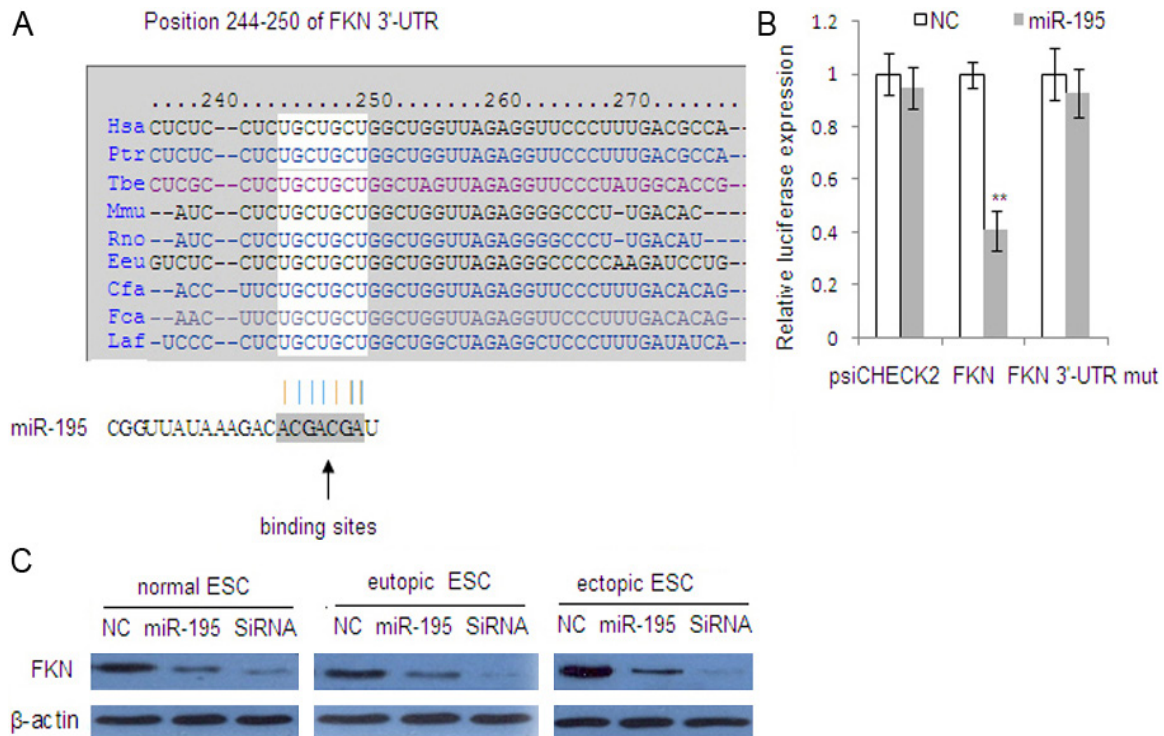 A
Position 244-250 of FKN 3'-UTR
....240.........250.......260.......270.......
Hsa CUCUC--CUCUGCUGCUGGCUGGUUAGAGGUUCCCUUUGACGCCA--
Ptr CUCUC--CUCUGCUGCUGGCUGGUUAGAGGUUCCCUUUGACGCCA--
Tbe CUCGC--CUCUGCUGCUGGCUAGUUAGAGGUUCCCUAUGGCACCG--
Mmu --AUC--CUCUGCUGCUGGCUGGUUAGAGGGGCCCU-UGACAC----
Rno --AUC--CUCUGCUGCUGGCUGGUUAGAGGGGCCCU-UGACAU----
Eeu GUCUC--CUCUGCUGCUGGCUGGUUAGAGGGCCCCCAAGAUCCUG--
Cfa --ACC--UUCUGCUGCUGGCUGGUUAGAGGUUCCCUUUGACACAG--
Fca --AAC--UUCUGCUGCUGGCUGGUUAGAGGUUCCCUUUGACACAG--
Laf -UCCC--CUCUGCUGCUGGCUGGCUAGAGGCUCCCUUUGAUAUCA--
miR-195 CGGUUAUAAAGACACGACGAU
binding sites
B
NC miR-195
Relative luciferase expression
1.2
1
0.8
0.6
0.4
0.2
0
**
psiCHECK2 FKN FKN 3'-UTR mut
C
normal ESC eutopic ESC ectopic ESC
NC miR-195 SiRNA NC miR-195 SiRNA NC miR-195 SiRNA
FKN
β-actin